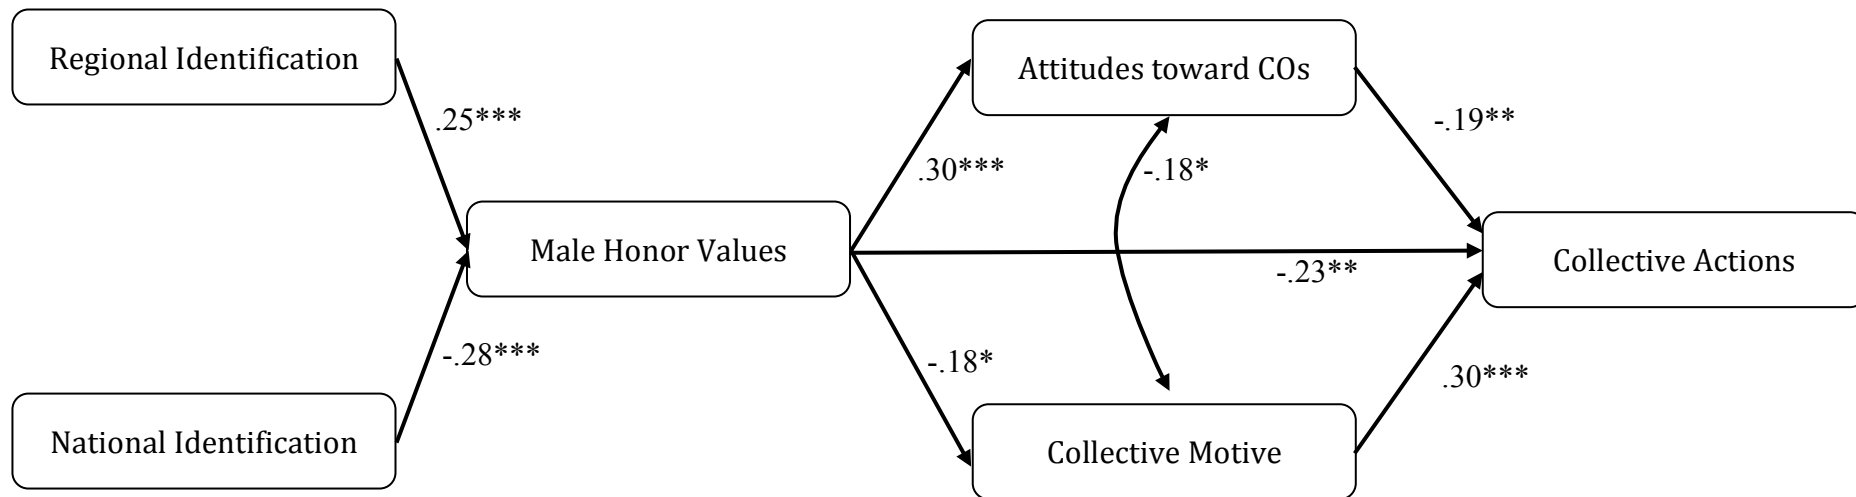 Regional Identification
Attitudes toward COs
.25***
-.19**
.30***
-.18*
Male Honor Values
Collective Actions
-.23**
-.28***
-.18*
.30***
National Identification
Collective Motive